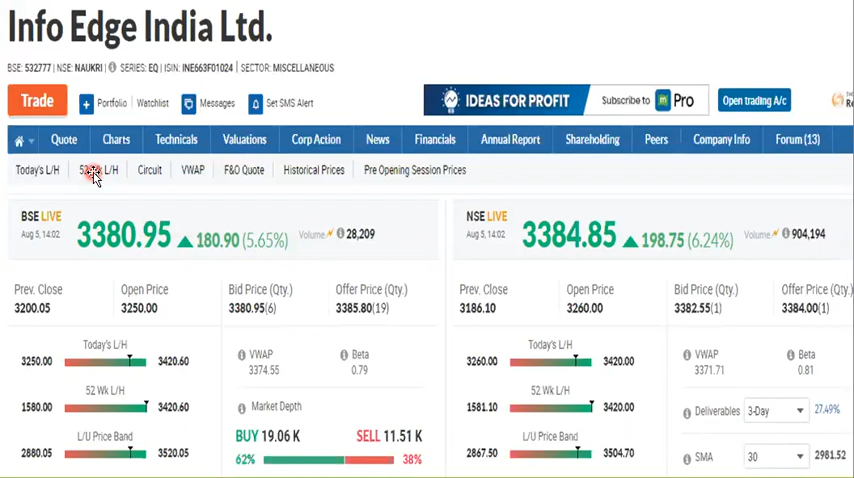 Info Edge India Ltd.
BSE: 532777 | NSE: NAUKRI | SERIES: EQ | ISIN: INE663F01024 | SECTOR: MISCELLANEOUS
Trade Portfolio | Watchlist Messages Set SMS Alert IDEAS FOR PROFIT Subscribe to m Pro Open trading A/c
Quote Charts Technicals Valuations Corp Action News Financials Annual Report Shareholding Peers Company Info Forum (13)
Today's L/H L/H Circuit VWAP F&O Quote Historical Prices Pre Opening Session Prices
BSE LIVE
Aug 5, 14:02
3380.95 180.90 (5.65%) Volume 28,209
NSE LIVE
Aug 5, 14:02
3384.85 198.75 (6.24%) Volume 904,194
Prev. Close Open Price Bid Price (Qty.) Offer Price (Qty.)
3200.05 3250.00 3380.95(6) 3385.80(19)
Prev. Close Open Price Bid Price (Qty.) Offer Price (Qty.)
3186.10 3260.00 3382.55(1) 3384.00(1)
Today's L/H
3250.00 3420.60
52 Wk L/H
1580.00 3420.60
L/U Price Band
2880.05 3520.05
VWAP Beta
3374.55 0.79
Market Depth
BUY 19.06 K SELL 11.51 K
62% 38%
Today's L/H
3260.00 3420.00
52 Wk L/H
1581.10 3420.00
L/U Price Band
2867.50 3504.70
VWAP Beta
3371.71 0.81
Deliverables 3-Day 27.49%
SMA 30 2981.52